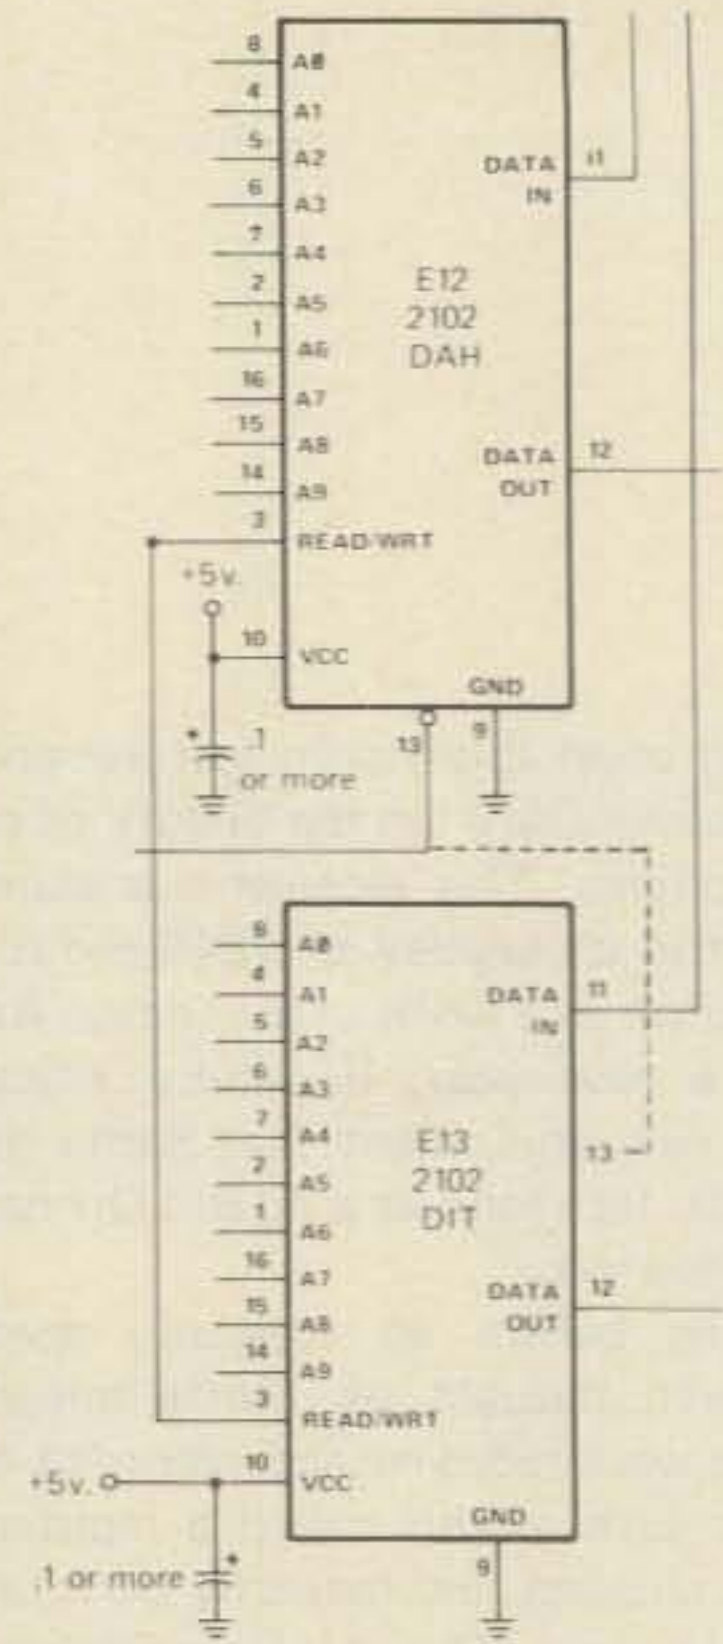 8 A0
4 A1
5 A2
6 A3
7 A4
2 A5
1 A6
16 A7
15 A8
14 A9
3 READ/WRT
10 VCC
DATA IN 11
E12
2102
DAH
DATA OUT 12
GND
9
13
+5v.
* .1
or more
8 A0
4 A1
5 A2
6 A3
7 A4
2 A5
1 A6
16 A7
15 A8
14 A9
3 READ/WRT
10 VCC
DATA IN 11
E13
2102
DIT
13
DATA OUT 12
GND
9
+5v.
.1 or more *